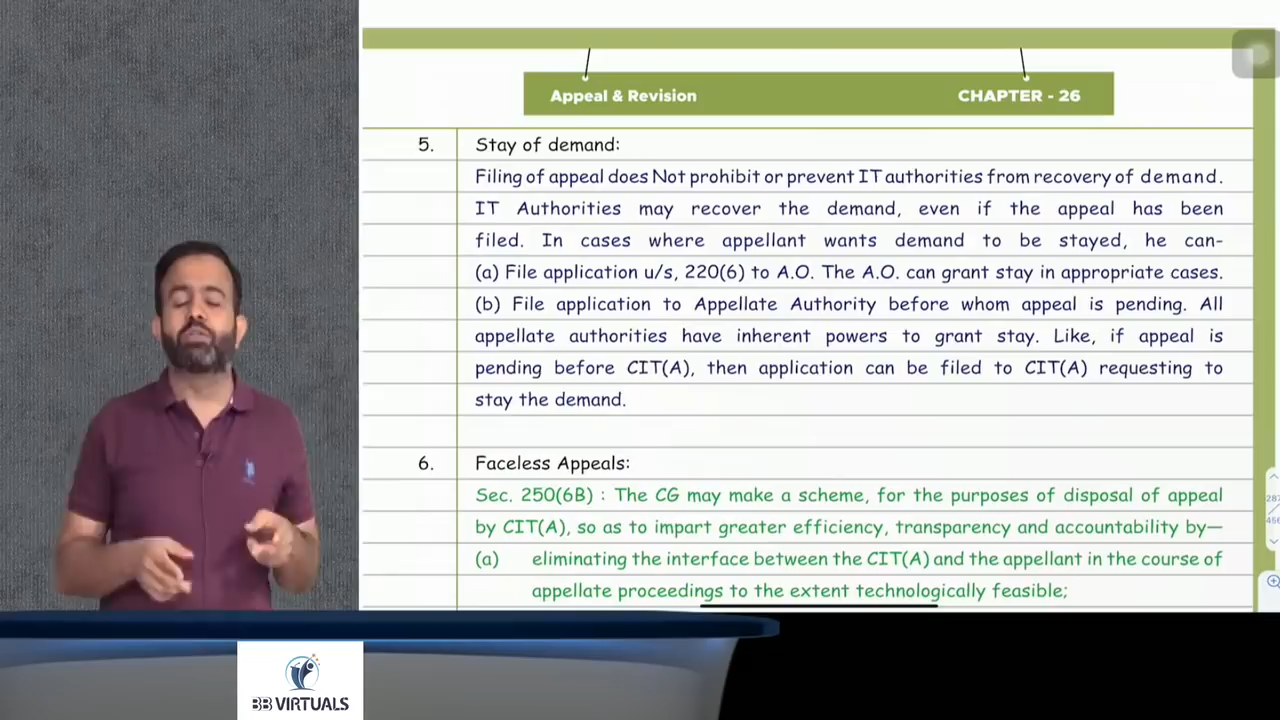 Appeal & Revision
CHAPTER - 26
5. Stay of demand:
Filing of appeal does Not prohibit or prevent IT authorities from recovery of demand.
IT Authorities may recover the demand, even if the appeal has been
filed. In cases where appellant wants demand to be stayed, he can-
(a) File application u/s, 220(6) to A.O. The A.O. can grant stay in appropriate cases.
(b) File application to Appellate Authority before whom appeal is pending. All
appellate authorities have inherent powers to grant stay. Like, if appeal is
pending before CIT(A), then application can be filed to CIT(A) requesting to
stay the demand.
6. Faceless Appeals:
Sec. 250(6B) : The CG may make a scheme, for the purposes of disposal of appeal
by CIT(A), so as to impart greater efficiency, transparency and accountability by—
(a) eliminating the interface between the CIT(A) and the appellant in the course of
appellate proceedings to the extent technologically feasible;
287
456
BB VIRTUALS